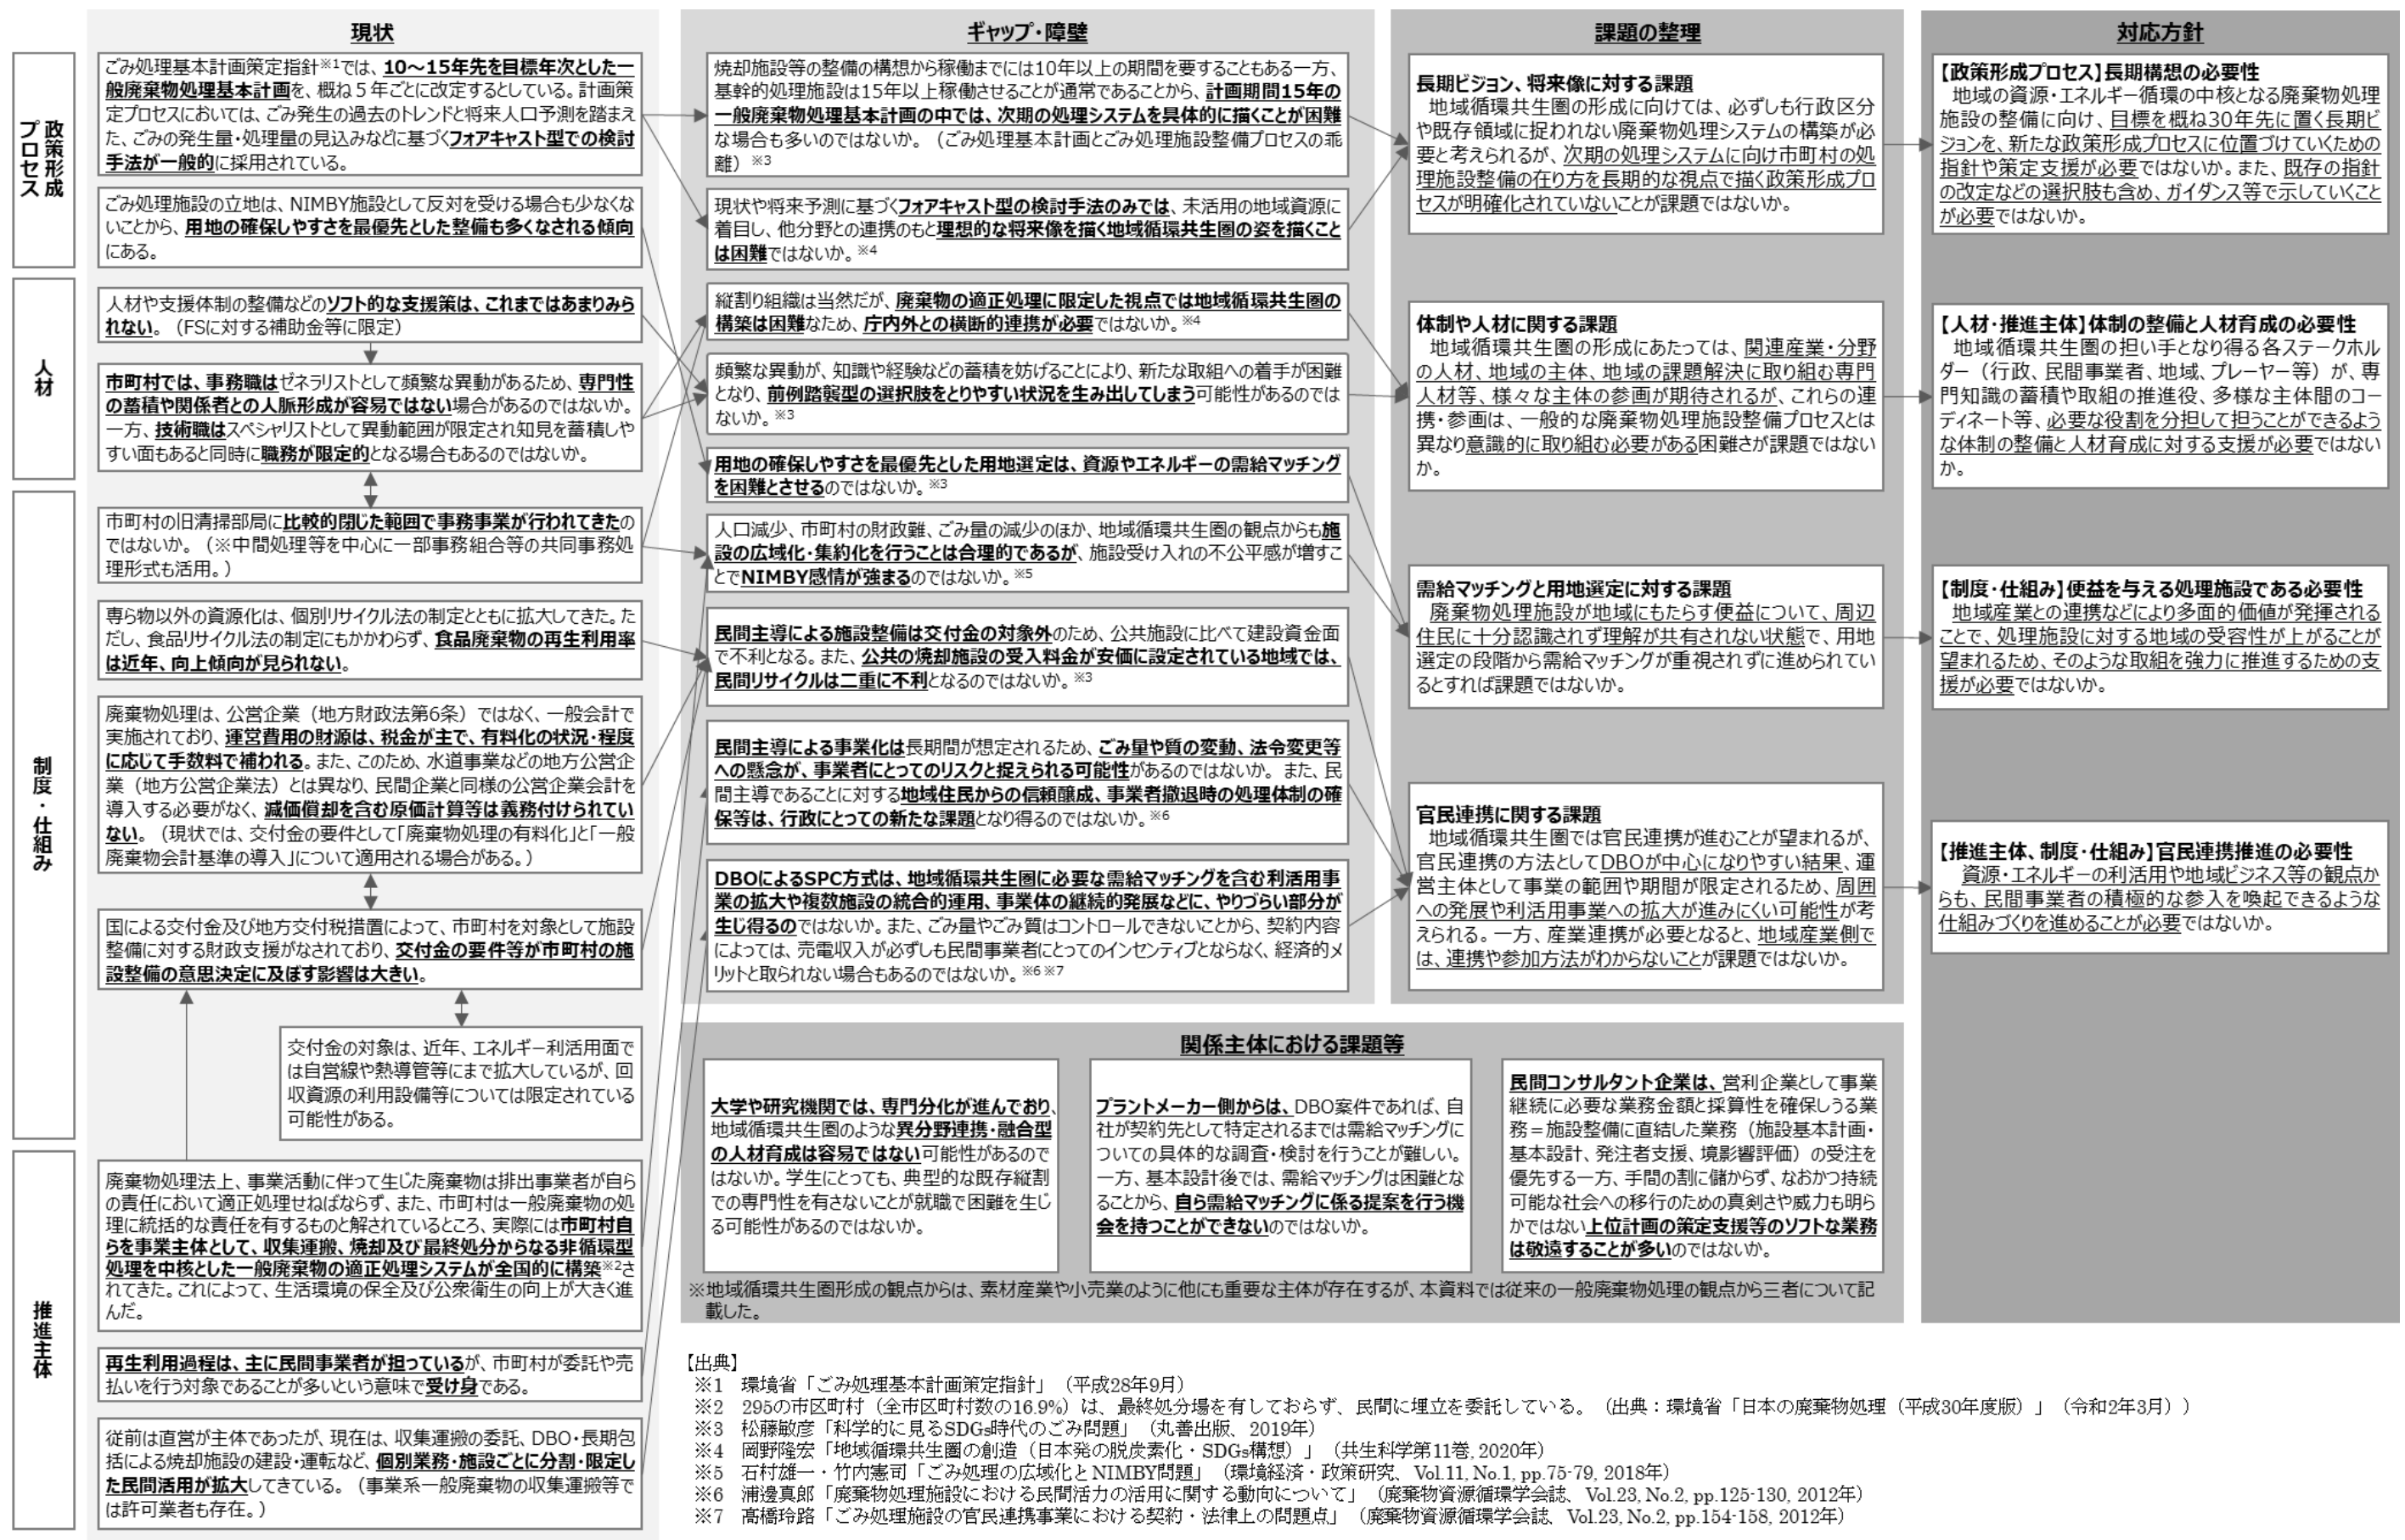 現状
政策形成
プロセス
ごみ処理基本計画策定指針※1では、10～15年先を目標年次とした一
般廃棄物処理基本計画を、概ね５年ごとに改定するとしている。計画策
定プロセスにおいては、ごみ発生の過去のトレンドと将来人口予測を踏まえ
た、ごみの発生量・処理量の見込みなどに基づくフォアキャスト型での検討
手法が一般的に採用されている。
ごみ処理施設の立地は、NIMBY施設として反対を受ける場合も少なくな
いことから、用地の確保しやすさを最優先とした整備も多くなされる傾向
にある。
人材
人材や支援体制の整備などのソフト的な支援策は、これまではあまりみら
れない。（FSに対する補助金等に限定）
市町村では、事務職はゼネラリストとして頻繁な異動があるため、専門性
の蓄積や関係者との人脈形成が容易ではない場合があるのではないか。
一方、技術職はスペシャリストとして異動範囲が限定され知見を蓄積しや
すい面もあると同時に職務が限定的となる場合もあるのではないか。
制度・仕組み
市町村の旧清掃部局に比較的閉じた範囲で事務事業が行われてきたの
ではないか。（※中間処理等を中心に一部事務組合等の共同事務処
理形式も活用。）
専ら物以外の資源化は、個別リサイクル法の制定とともに拡大してきた。た
だし、食品リサイクル法の制定にもかかわらず、食品廃棄物の再生利用率
は近年、向上傾向が見られない。
廃棄物処理は、公営企業（地方財政法第6条）ではなく、一般会計で
実施されており、運営費用の財源は、税金が主で、有料化の状況・程度
に応じて手数料で補われる。また、このため、水道事業などの地方公営企
業（地方公営企業法）とは異なり、民間企業と同様の公営企業会計を
導入する必要がなく、減価償却を含む原価計算等は義務付けられてい
ない。（現状では、交付金の要件として「廃棄物処理の有料化」と「一般
廃棄物会計基準の導入」について適用される場合がある。）
国による交付金及び地方交付税措置によって、市町村を対象として施設
整備に対する財政支援がなされており、交付金の要件等が市町村の施
設整備の意思決定に及ぼす影響は大きい。
交付金の対象は、近年、エネルギー利活用面で
は自営線や熱導管等にまで拡大しているが、回
収資源の利用設備等については限定されている
可能性がある。
推進主体
廃棄物処理法上、事業活動に伴って生じた廃棄物は排出事業者が自ら
の責任において適正処理せねばならず、また、市町村は一般廃棄物の処
理に統括的な責任を有するものと解されているところ、実際には市町村自
らを事業主体として、収集運搬、焼却及び最終処分からなる非循環型
処理を中核とした一般廃棄物の適正処理システムが全国的に構築※2さ
れてきた。これによって、生活環境の保全及び公衆衛生の向上が大きく進
んだ。
再生利用過程は、主に民間事業者が担っているが、市町村が委託や売
払いを行う対象であることが多いという意味で受け身である。
従前は直営が主体であったが、現在は、収集運搬の委託、DBO・長期包
括による焼却施設の建設・運転など、個別業務・施設ごとに分割・限定し
た民間活用が拡大してきている。（事業系一般廃棄物の収集運搬等で
は許可業者も存在。）
ギャップ・障壁
焼却施設等の整備の構想から稼働までには10年以上の期間を要することもある一方、
基幹的処理施設は15年以上稼働させることが通常であることから、計画期間15年の
一般廃棄物処理基本計画の中では、次期の処理システムを具体的に描くことが困難
な場合も多いのではないか。（ごみ処理基本計画とごみ処理施設整備プロセスの乖
離）※3
現状や将来予測に基づくフォアキャスト型の検討手法のみでは、未活用の地域資源に
着目し、他分野との連携のもと理想的な将来像を描く地域循環共生圏の姿を描くこと
は困難ではないか。※4
縦割り組織は当然だが、廃棄物の適正処理に限定した視点では地域循環共生圏の
構築は困難なため、庁内外との横断的連携が必要ではないか。※4
頻繁な異動が、知識や経験などの蓄積を妨げることにより、新たな取組への着手が困難
となり、前例踏襲型の選択肢をとりやすい状況を生み出してしまう可能性があるのでは
ないか。※3
用地の確保しやすさを最優先とした用地選定は、資源やエネルギーの需給マッチング
を困難とさせるのではないか。※3
人口減少、市町村の財政難、ごみ量の減少のほか、地域循環共生圏の観点からも施
設の広域化・集約化を行うことは合理的であるが、施設受け入れの不公平感が増すこ
とでNIMBY感情が強まるのではないか。※5
民間主導による施設整備は交付金の対象外のため、公共施設に比べて建設資金面
で不利となる。また、公共の焼却施設の受入料金が安価に設定されている地域では、
民間リサイクルは二重に不利となるのではないか。※3
民間主導による事業化は長期間が想定されるため、ごみ量や質の変動、法令変更等
への懸念が、事業者にとってのリスクと捉えられる可能性があるのではないか。また、民
間主導であることに対する地域住民からの信頼醸成、事業者撤退時の処理体制の確
保等は、行政にとっての新たな課題となり得るのではないか。※6
DBOによるSPC方式は、地域循環共生圏に必要な需給マッチングを含む利活用事
業の拡大や複数施設の統合的運用、事業体の継続的発展などに、やりづらい部分が
生じ得るのではないか。また、ごみ量やごみ質はコントロールできないことから、契約内容
によっては、売電収入が必ずしも民間事業者にとってのインセンティブとならなく、経済的メ
リットと取られない場合もあるのではないか。※6 ※7
課題の整理
長期ビジョン、将来像に対する課題
地域循環共生圏の形成に向けては、必ずしも行政区分
や既存領域に捉われない廃棄物処理システムの構築が必
要と考えられるが、次期の処理システムに向け市町村の処
理施設整備の在り方を長期的な視点で描く政策形成プロ
セスが明確化されていないことが課題ではないか。
体制や人材に関する課題
地域循環共生圏の形成にあたっては、関連産業・分野
の人材、地域の主体、地域の課題解決に取り組む専門
人材等、様々な主体の参画が期待されるが、これらの連
携・参画は、一般的な廃棄物処理施設整備プロセスとは
異なり意識的に取り組む必要がある困難さが課題ではない
か。
需給マッチングと用地選定に対する課題
廃棄物処理施設が地域にもたらす便益について、周辺
住民に十分認識されず理解が共有されない状態で、用地
選定の段階から需給マッチングが重視されずに進められてい
るとすれば課題ではないか。
官民連携に関する課題
地域循環共生圏では官民連携が進むことが望まれるが、
官民連携の方法としてDBOが中心になりやすい結果、運
営主体として事業の範囲や期間が限定されるため、周囲
への発展や利活用事業への拡大が進みにくい可能性が考
えられる。一方、産業連携が必要となると、地域産業側で
は、連携や参加方法がわからないことが課題ではないか。
対応方針
【政策形成プロセス】長期構想の必要性
地域の資源・エネルギー循環の中核となる廃棄物処理
施設の整備に向け、目標を概ね30年先に置く長期ビ
ジョンを、新たな政策形成プロセスに位置づけていくための
指針や策定支援が必要ではないか。また、既存の指針
の改定などの選択肢も含め、ガイダンス等で示していくこと
が必要ではないか。
【人材・推進主体】体制の整備と人材育成の必要性
地域循環共生圏の担い手となり得る各ステークホル
ダー（行政、民間事業者、地域、プレーヤー等）が、専
門知識の蓄積や取組の推進役、多様な主体間のコー
ディネート等、必要な役割を分担して担うことができるよう
な体制の整備と人材育成に対する支援が必要ではない
か。
【制度・仕組み】便益を与える処理施設である必要性
地域産業との連携などにより多面的価値が発揮される
ことで、処理施設に対する地域の受容性が上がることが
望まれるため、そのような取組を強力に推進するための支
援が必要ではないか。
【推進主体、制度・仕組み】官民連携推進の必要性
資源・エネルギーの利活用や地域ビジネス等の観点か
らも、民間事業者の積極的な参入を喚起できるような
仕組みづくりを進めることが必要ではないか。
関係主体における課題等
大学や研究機関では、専門分化が進んでおり、
地域循環共生圏のような異分野連携・融合型
の人材育成は容易ではない可能性があるので
はないか。学生にとっても、典型的な既存縦割
での専門性を有さないことが就職で困難を生じ
る可能性があるのではないか。
プラントメーカー側からは、DBO案件であれば、自
社が契約先として特定されるまでは需給マッチングに
ついての具体的な調査・検討を行うことが難しい。
一方、基本設計後では、需給マッチングは困難とな
ることから、自ら需給マッチングに係る提案を行う機
会を持つことができないのではないか。
民間コンサルタント企業は、営利企業として事業
継続に必要な業務金額と採算性を確保しうる業
務＝施設整備に直結した業務（施設基本計画・
基本設計、発注者支援、境影響評価）の受注を
優先する一方、手間の割に儲からず、なおかつ持続
可能な社会への移行のための真剣さや威力も明ら
かではない上位計画の策定支援等のソフトな業務
は敬遠することが多いのではないか。
※地域循環共生圏形成の観点からは、素材産業や小売業のように他にも重要な主体が存在するが、本資料では従来の一般廃棄物処理の観点から三者について記
載した。
【出典】
※1 環境省「ごみ処理基本計画策定指針」（平成28年9月）
※2 295の市区町村（全市区町村数の16.9%）は、最終処分場を有しておらず、民間に埋立を委託している。（出典：環境省「日本の廃棄物処理（平成30年度版）」（令和2年3月））
※3 松藤敏彦「科学的に見るSDGs時代のごみ問題」（丸善出版、2019年）
※4 岡野隆宏「地域循環共生圏の創造（日本発の脱炭素化・SDGs構想）」（共生科学第11巻, 2020年）
※5 石村雄一・竹内憲司「ごみ処理の広域化とNIMBY問題」（環境経済・政策研究、Vol.11, No.1, pp.75-79, 2018年）
※6 浦邊真郎「廃棄物処理施設における民間活力の活用に関する動向について」（廃棄物資源循環学会誌、Vol.23, No.2, pp.125-130, 2012年）
※7 髙橋玲路「ごみ処理施設の官民連携事業における契約・法律上の問題点」（廃棄物資源循環学会誌、Vol.23, No.2, pp.154-158, 2012年）